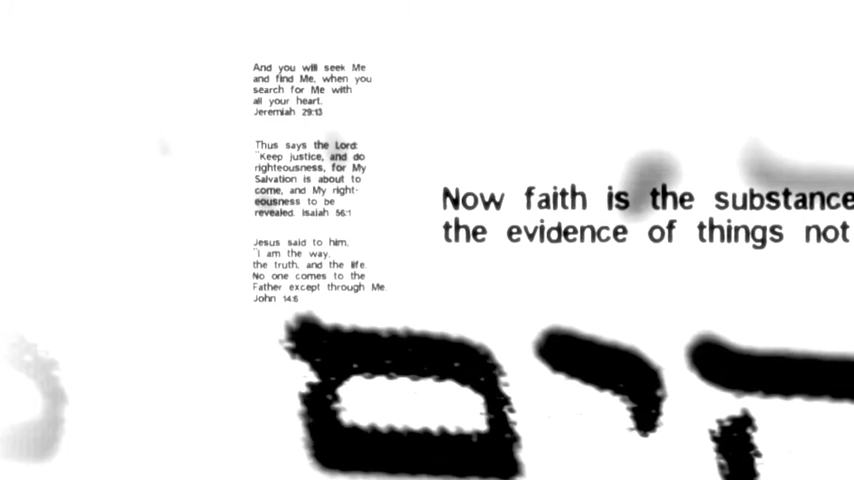 And you will seek Me
and find Me, when you
search for Me with
all your heart.
Jeremiah 29:13
Thus says the Lord:
"Keep justice, and do
righteousness, for My
Salvation is about to
come, and My right-
eousness to be
revealed. Isaiah 56:1
Jesus said to him,
"I am the way,
the truth, and the life.
No one comes to the
Father except through Me.
John 14:6
Now faith is the substance
the evidence of things not
ים